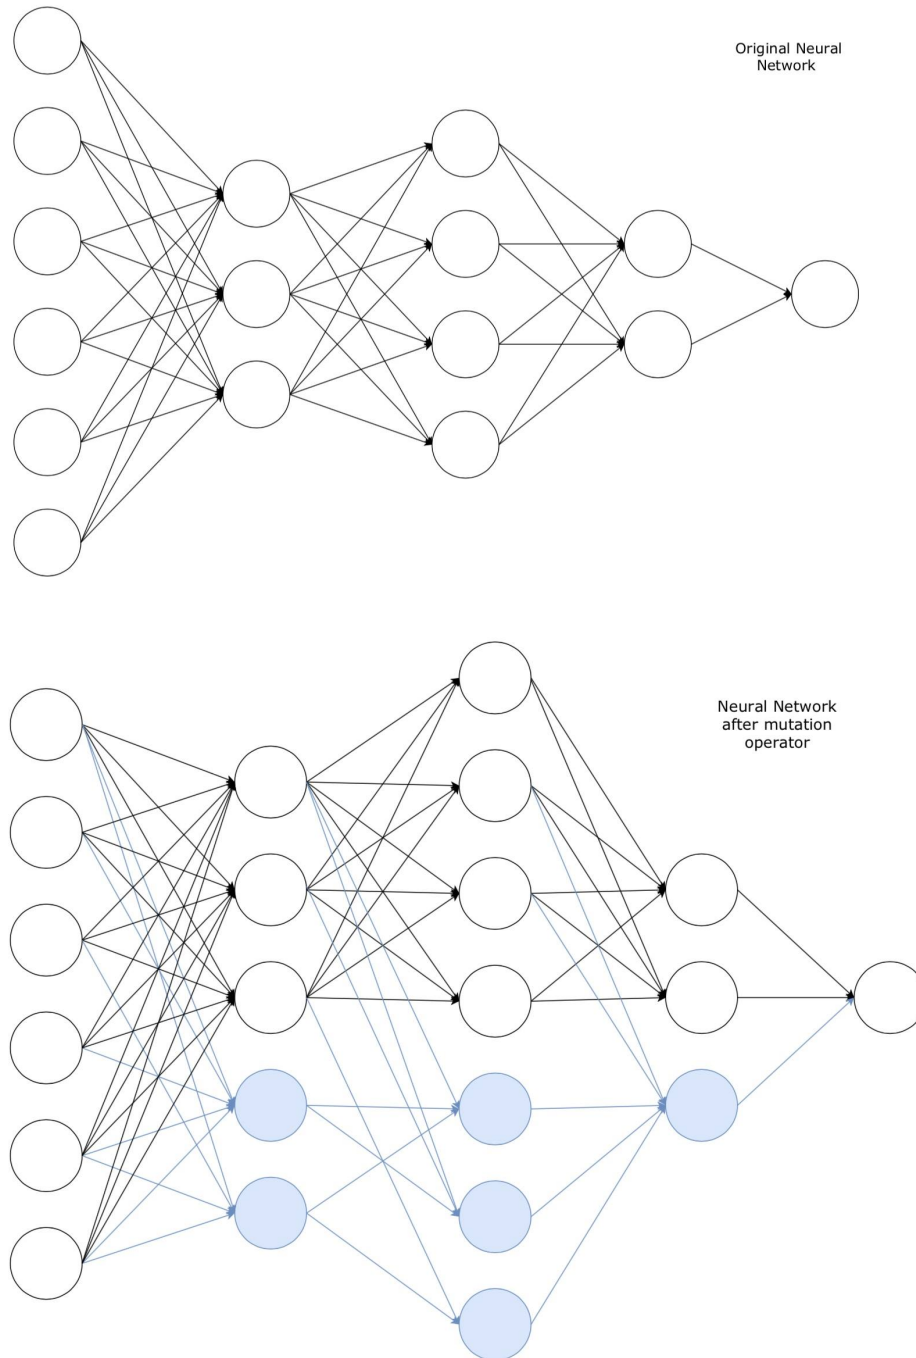 Original Neural
Network
Neural Network
after mutation
operator